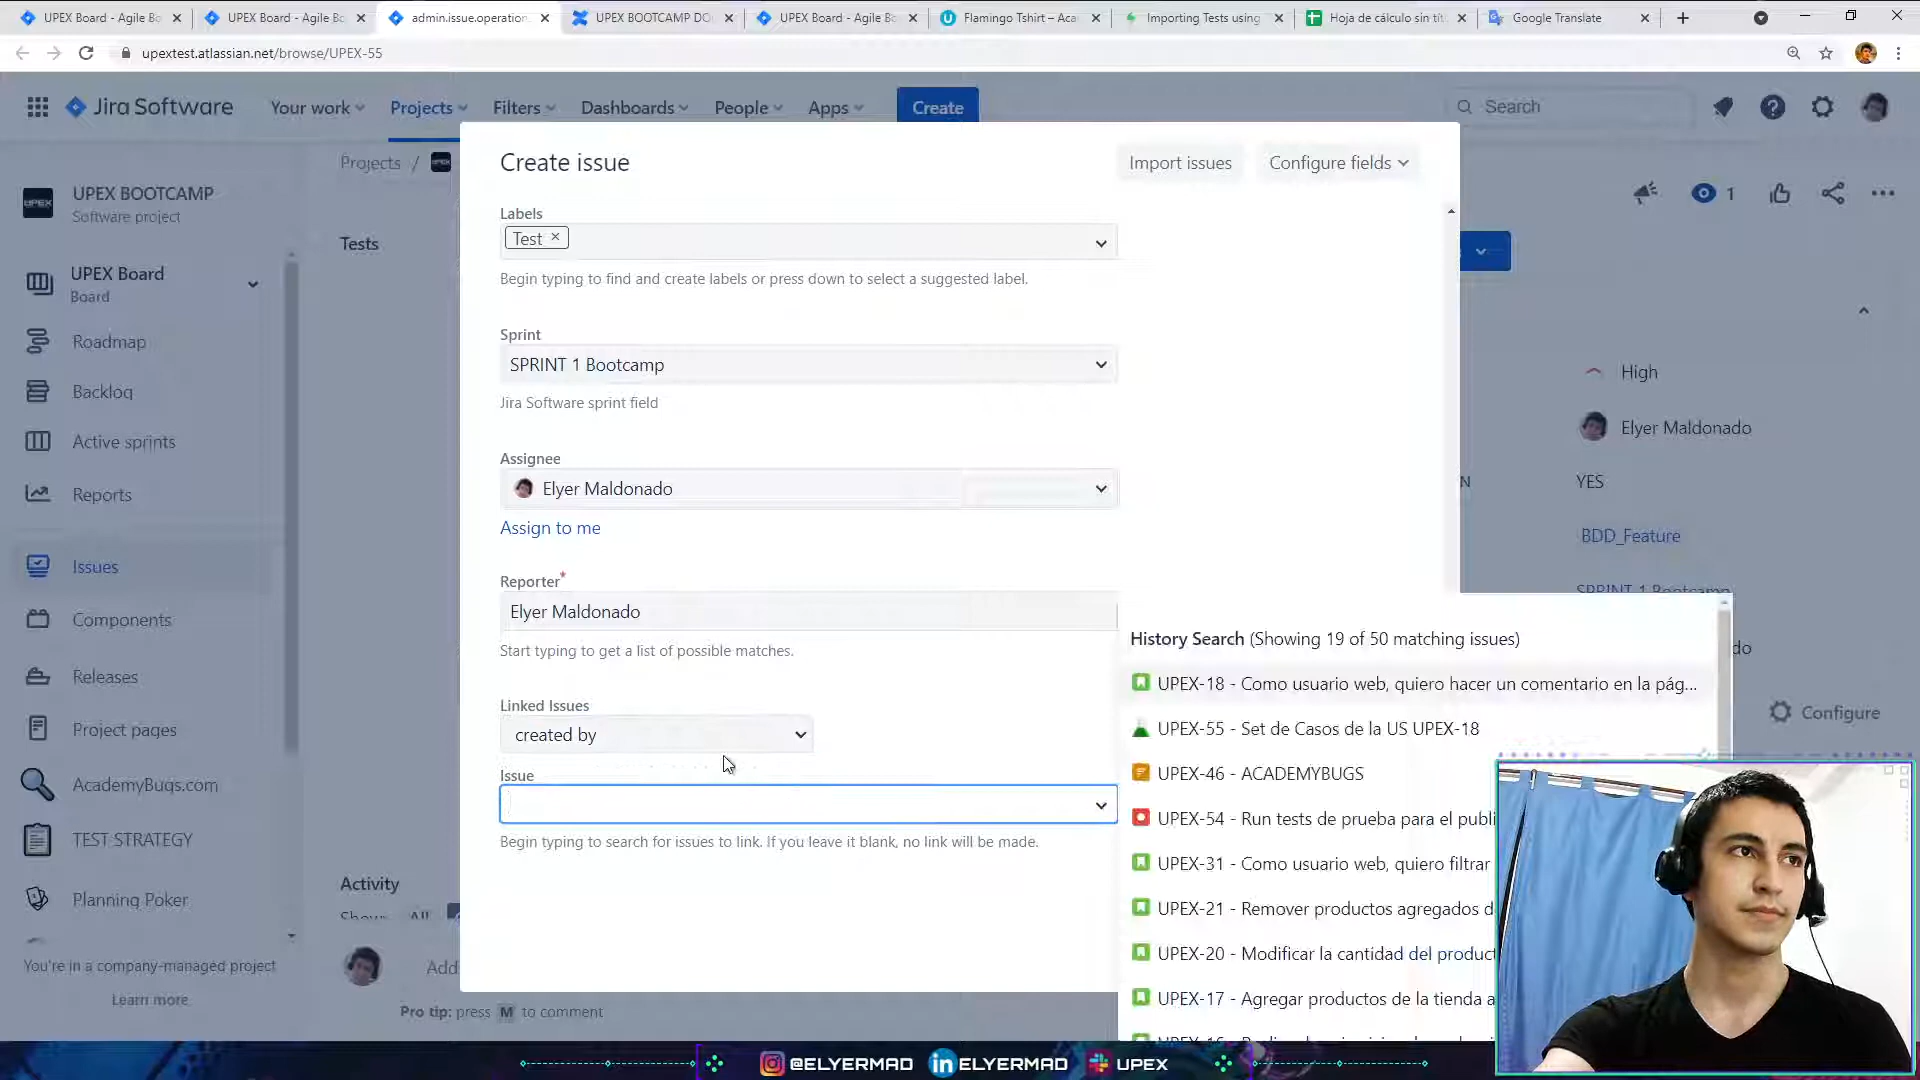 UPEX Board - Agile Bo
UPEX Board - Agile B
admin.issue.operation
UPEX BOOTCAMP DO
UPEX Board - Agile Bo
Flamingo Tshirt – Aca
Importing Tests using
Hoja de cálculo sin tít
Google Translate
upextest.atlassian.net/browse/UPEX-55
Jira Software
Your work
Projects
Filters
Dashboards
People
Apps
Create
Search
Projects /
Create issue
Import issues
Configure fields
UPEX BOOTCAMP
Software project
1
Labels
Test
Begin typing to find and create labels or press down to select a suggested label.
Tests
UPEX Board
Board
Roadmap
Backlog
Active sprints
Reports
Issues
Components
Releases
Project pages
AcademyBugs.com
TEST STRATEGY
Planning Poker
You're in a company-managed project
Learn more
Sprint
SPRINT 1 Bootcamp
Jira Software sprint field
Assignee
Elyer Maldonado
Assign to me
Reporter*
Elyer Maldonado
Start typing to get a list of possible matches.
Linked Issues
created by
Issue
Begin typing to search for issues to link. If you leave it blank, no link will be made.
High
Elyer Maldonado
N
YES
BDD_Feature
SPRINT 1 Bootcamp
do
Configure
History Search (Showing 19 of 50 matching issues)
UPEX-18 - Como usuario web, quiero hacer un comentario en la pág...
UPEX-55 - Set de Casos de la US UPEX-18
UPEX-46 - ACADEMYBUGS
UPEX-54 - Run tests de prueba para el publi
UPEX-31 - Como usuario web, quiero filtrar
UPEX-21 - Remover productos agregados d
UPEX-20 - Modificar la cantidad del product
UPEX-17 - Agregar productos de la tienda a
Activity
Show: All
Add
Pro tip: press M to comment
@ELYERMAD
in ELYERMAD
UPEX